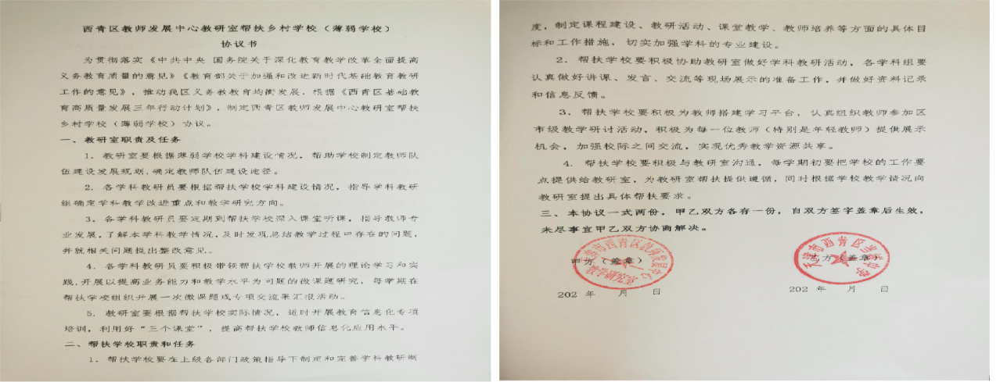 西青区教师发展中心教研室帮扶乡村学校（薄弱学校）
协议书
为贯彻落实《中共中央 国务院关于深化教育教学改革全面提高
义务教育质量的意见》《教育部关于加强和改进新时代基础教育教研
工作的意见》，推动我区义务教教育均衡发展，根据《西青区基础教
育高质量发展三年行动计划》，制定西青区教师发展中心教研室帮扶
乡村学校（薄弱学校）协议。
一、教研室职责及任务
1．教研室要根据薄弱学校学科建设情况，帮助学校制定教师队
伍建设发展规划，确定教师队伍建设途径。
2．各学科教研员要根据帮扶学校学科建设情况，指导学科教研
组确定学科教学改进重点和教学研究方向。
3．各学科教研员要定期到帮扶学校深入课堂听课，指导教师专
业发展，了解本学科教学情况，及时发现总结教学过程中存在的问题，
并就相关问题提出整改意见。
4．各学科教研员要积极带领帮扶学校教师开展的理论学习和实
践，开展以提高业务能力和教学水平为问题的微课题研究，每学期在
帮扶学校组织开展一次微课题或专项交流果汇报活动。
5．教研室要根据帮扶学校实际情况，适时开展教育信息化专项
培训，利用好“三个课堂”，提高帮扶学校教师信息化应用水平。
二、帮扶学校职责和任务
1．帮扶学校要在上级各部门政策指导下制定和完善学科教研制
度，制定课程建设、教研活动、课堂教学、教师培养等方面的具体目
标和工作措施，切实加强学科的专业建设。
2．帮扶学校要积极协助教研室做好学科教研活动，各学科组要
认真做好讲课、发言、交流等现场展示的准备工作，并做好资料记录
和信息反馈。
3．帮扶学校要积极为教师搭建学习平台，认真组织教师参加区
市级教学研讨活动，积极为每一位教师（特别是年轻教师）提供展示
机会，加强校际之间交流，实现优秀教学资源共享。
4．帮扶学校要积极与教研室沟通，每学期初要把学校的工作要
点提供给教研室，为教研室帮扶提供遵循，同时根据学校教学情况向
教研室提出具体帮扶要求。
三、本协议一式两份，甲乙双方各存一份，自双方签字盖章后生效，
未尽事宜甲乙双方协商解决。
甲方（盖章） 乙方（盖章）
天津市西青区教师发展中心
教学研究室
天津市西青区
202 年 月 日 202 年 月 日